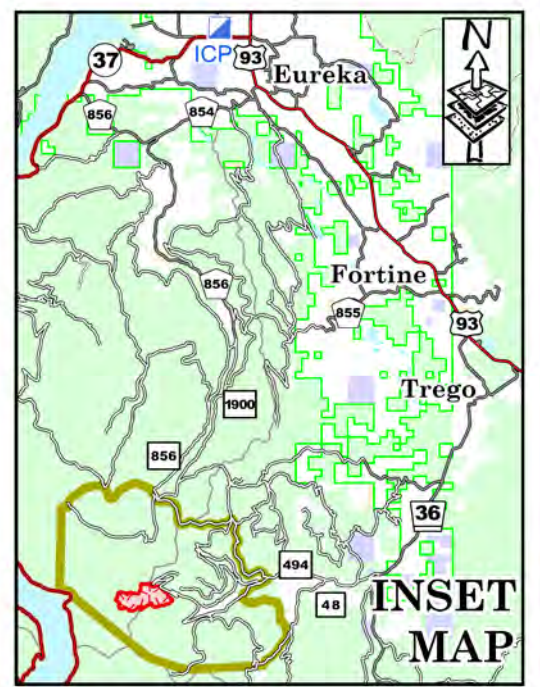 N
37
ICP
93
Eureka
856
854
Fortine
856
855
93
Trego
1900
856
36
494
48
INSET
MAP